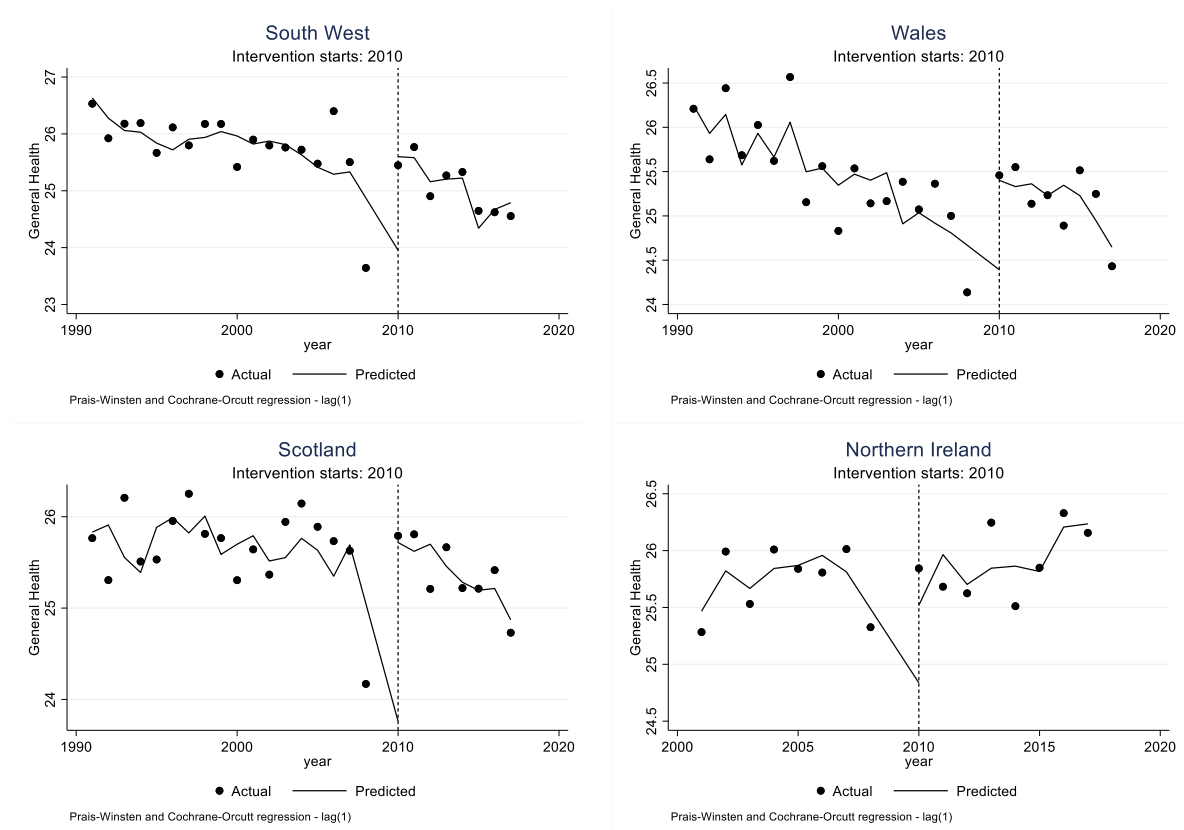 South West
Intervention starts: 2010
General Health
27
26
25
24
23
1990 2000 2010 2020
year
Actual Predicted
Prais-Winsten and Cochrane-Orcutt regression - lag(1)
Wales
Intervention starts: 2010
General Health
26.5
26
25.5
25
24.5
24
1990 2000 2010 2020
year
Actual Predicted
Prais-Winsten and Cochrane-Orcutt regression - lag(1)
Scotland
Intervention starts: 2010
General Health
26
25
24
1990 2000 2010 2020
year
Actual Predicted
Prais-Winsten and Cochrane-Orcutt regression - lag(1)
Northern Ireland
Intervention starts: 2010
General Health
26.5
26
25.5
25
24.5
2000 2005 2010 2015 2020
year
Actual Predicted
Prais-Winsten and Cochrane-Orcutt regression - lag(1)